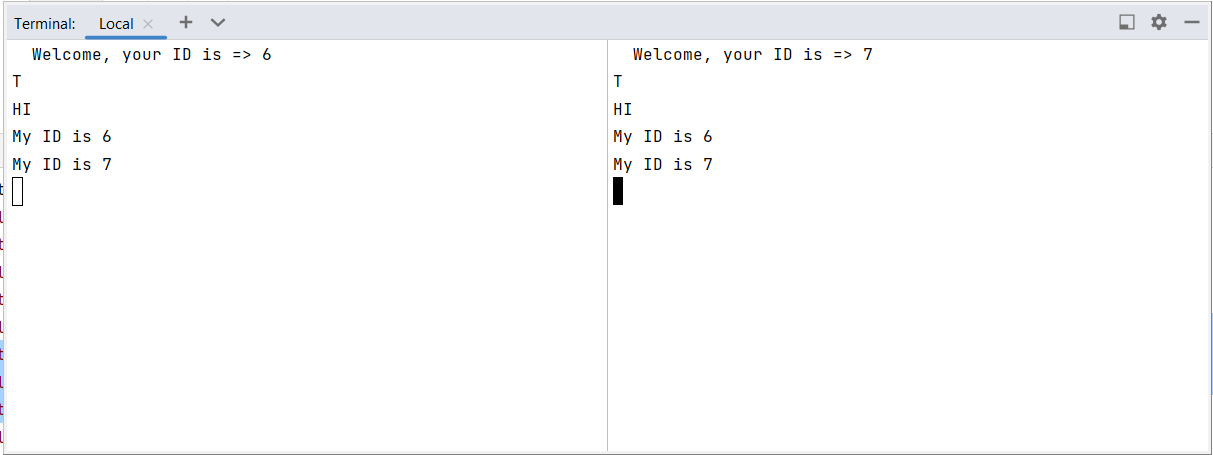 Terminal: Local
Welcome, your ID is => 6
T
HI
My ID is 6
My ID is 7
Welcome, your ID is => 7
T
HI
My ID is 6
My ID is 7